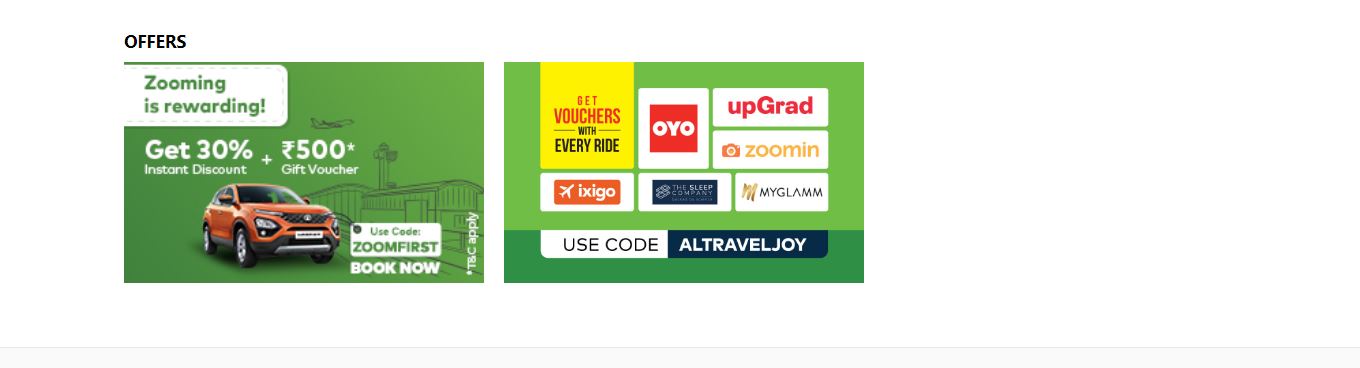 OFFERS
Zooming
is rewarding!
Get 30% + ₹500*
Instant Discount Gift Voucher
Use Code:
ZOOMFIRST
BOOK NOW
*T&C apply
GET
VOUCHERS
WITH
EVERY RIDE
OYO
upGrad
zoomin
ixigo
THE SLEEP
COMPANY
MYGLAMM
USE CODE ALTRAVELJOY